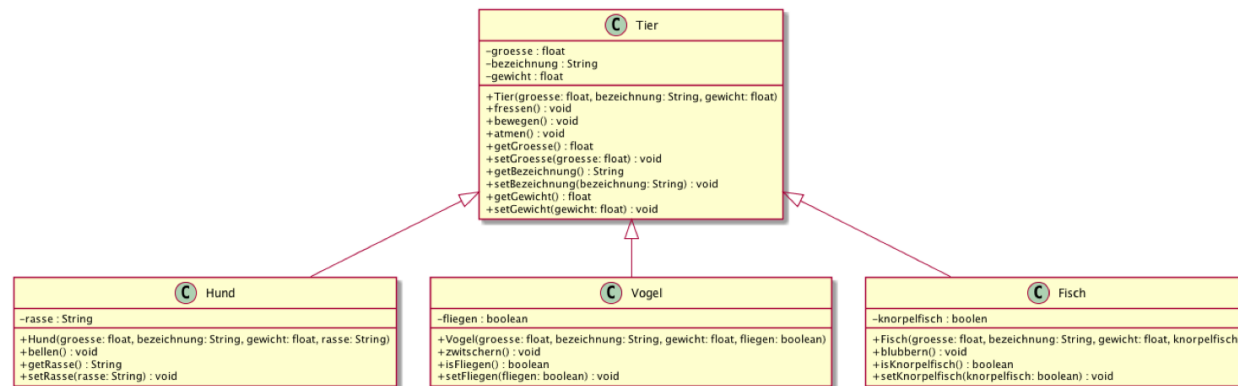 C Tier
-groesse : float
-bezeichnung : String
-gewicht : float
+Tier(groesse: float, bezeichnung: String, gewicht: float)
+fressen() : void
+bewegen() : void
+atmen() : void
+getGroesse() : float
+setGroesse(groesse: float) : void
+getBezeichnung() : String
+setBezeichnung(bezeichnung: String) : void
+getGewicht() : float
+setGewicht(gewicht: float) : void
C Hund
-rasse : String
+Hund(groesse: float, bezeichnung: String, gewicht: float, rasse: String)
+bellen() : void
+getRasse() : String
+setRasse(rasse: String) : void
C Vogel
-fliegen : boolean
+Vogel(groesse: float, bezeichnung: String, gewicht: float, fliegen: boolean)
+zwitschern() : void
+isFliegen() : boolean
+setFliegen(fliegen: boolean) : void
C Fisch
-knorpelfisch : boolen
+Fisch(groesse: float, bezeichnung: String, gewicht: float, knorpelfisch
+blubbern() : void
+isKnorpelfisch() : boolean
+setKnorpelfisch(knorpelfisch: boolean) : void